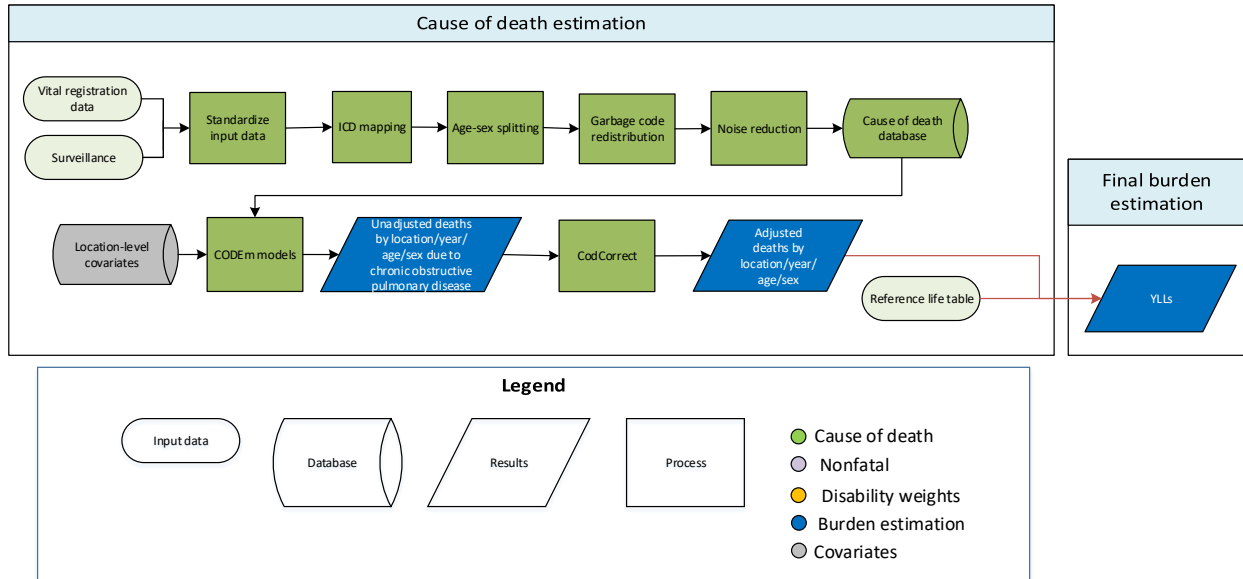 Cause of death estimation
Vital registration
data
Surveillance
Standardize
input data
ICD mapping
Age-sex splitting
Garbage code
redistribution
Noise reduction
Cause of death
database
Location-level
covariates
CODEm models
Unadjusted deaths
by location/year/
age/sex due to
chronic obstructive
pulmonary disease
CodCorrect
Adjusted
deaths by
location/year/
age/sex
Reference life table
Final burden
estimation
YLLs
Legend
Input data
Database
Results
Process
Cause of death
Nonfatal
Disability weights
Burden estimation
Covariates